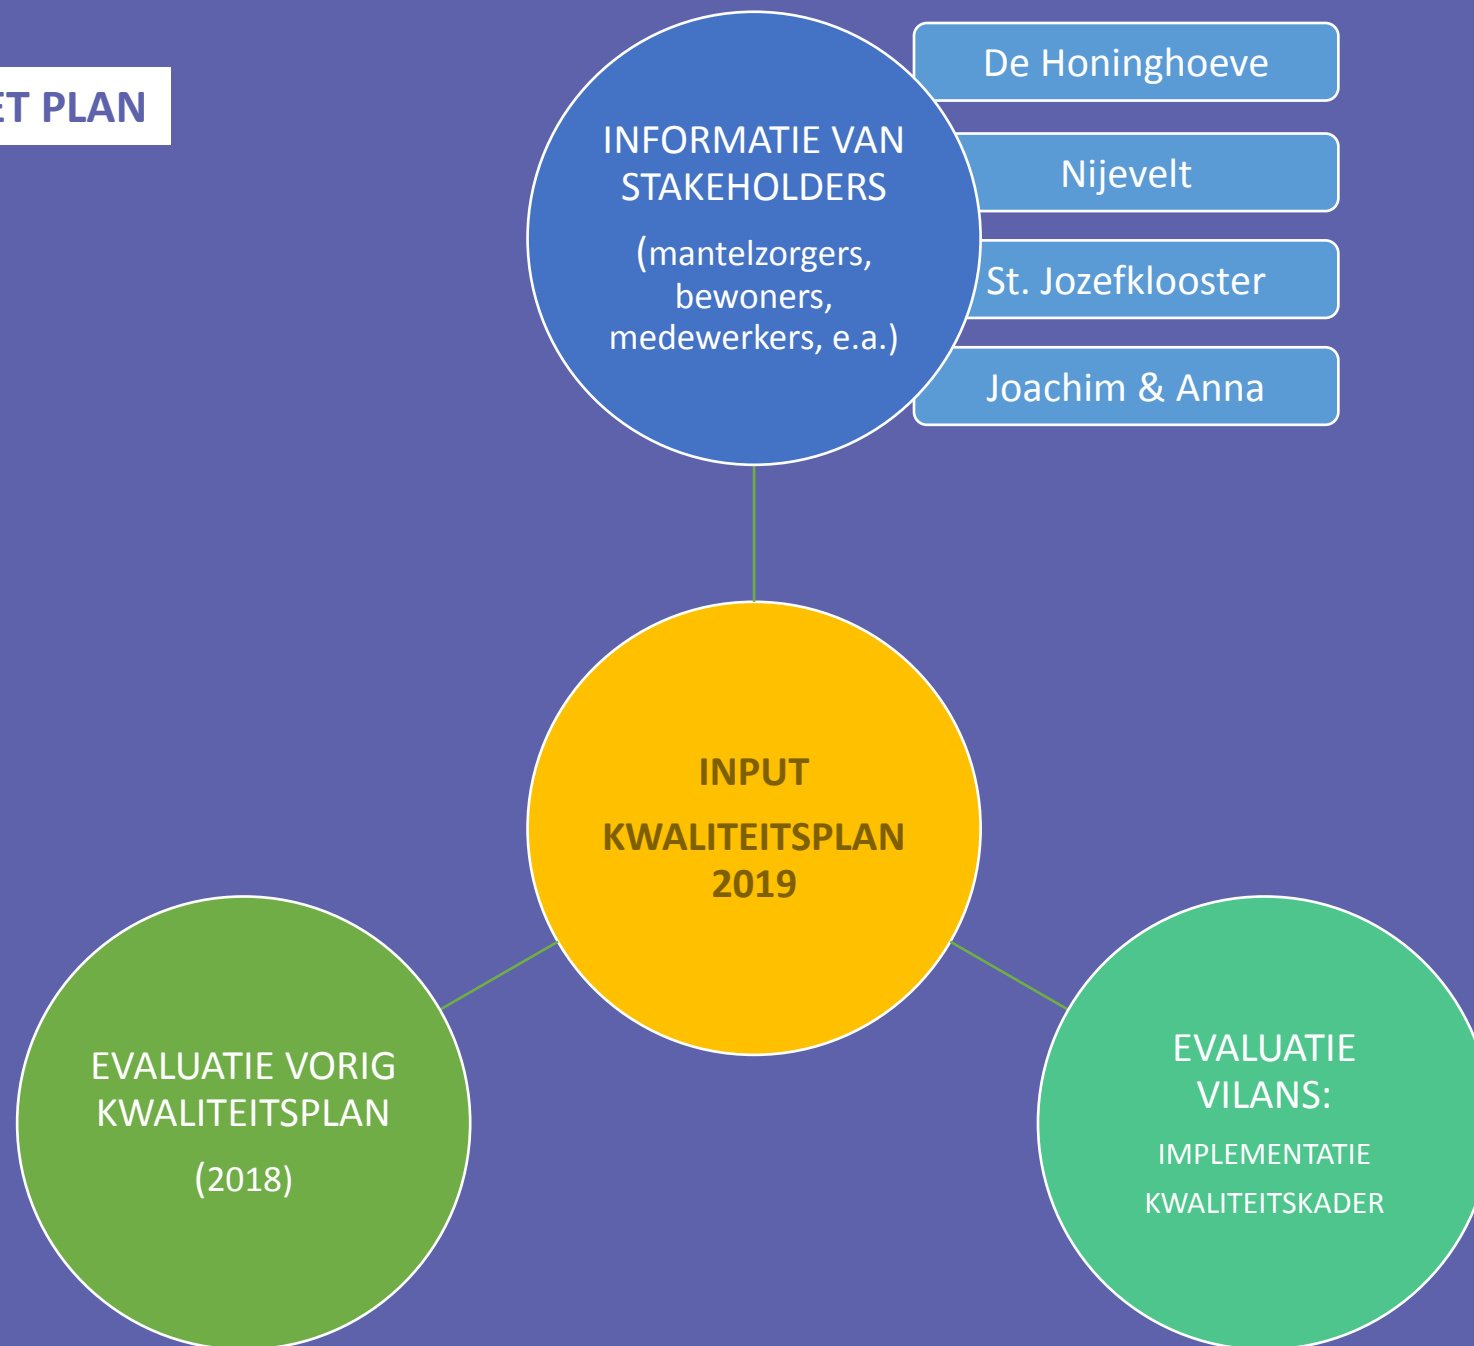 ET PLAN
INFORMATIE VAN
STAKEHOLDERS
(mantelzorgers,
bewoners,
medewerkers, e.a.)
De Honinghoeve
Nijevelt
St. Jozefklooster
Joachim & Anna
INPUT
KWALITEITSPLAN
2019
EVALUATIE VORIG
KWALITEITSPLAN
(2018)
EVALUATIE
VILANS:
IMPLEMENTATIE
KWALITEITSKADER